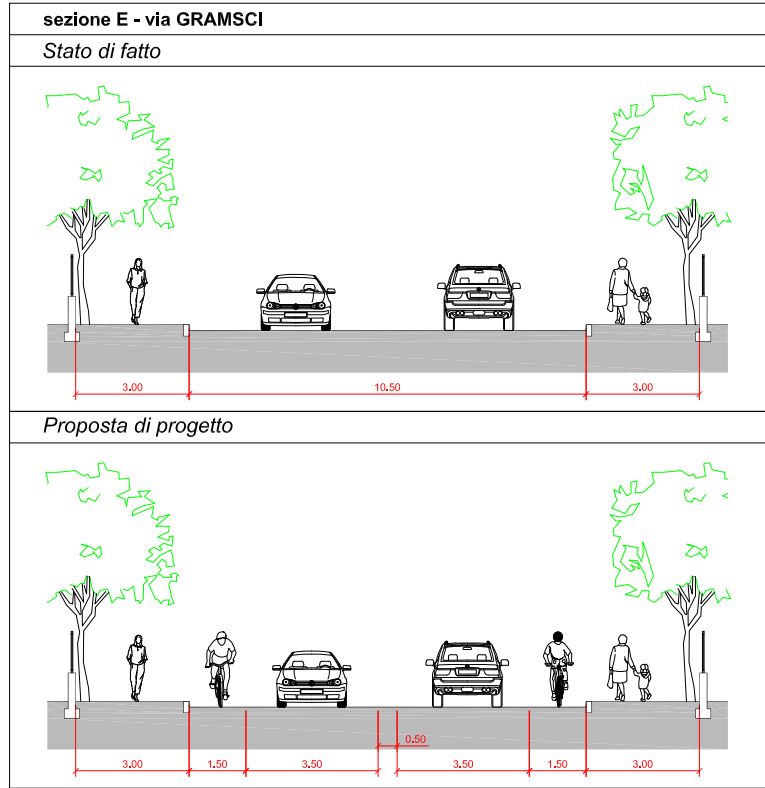 sezione E - via GRAMSCI
Stato di fatto
3.00 10.50 3.00
Proposta di progetto
0.50
3.00 1.50 3.50 3.50 1.50 3.00